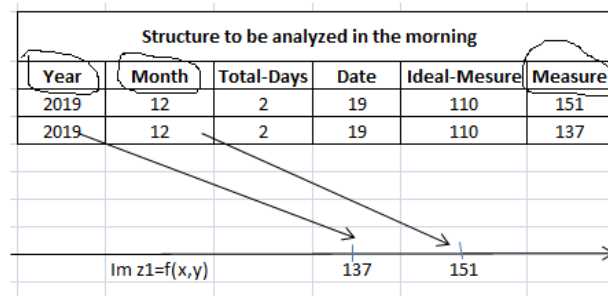 Structure to be analyzed in the morning
Year Month Total-Days Date Ideal-Mesure Measure
2019 12 2 19 110 151
2019 12 2 19 110 137
Im z1=f(x,y) 137 151